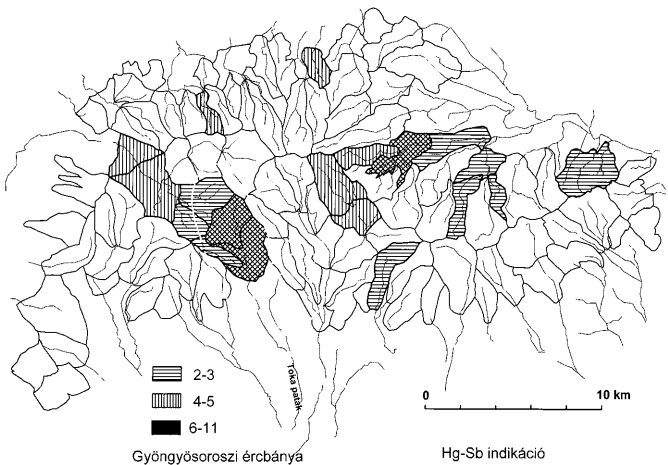 Toka patak
2-3
4-5
6-11
0 10 km
Gyöngyösoroszi ércbánya
Hg-Sb indikáció